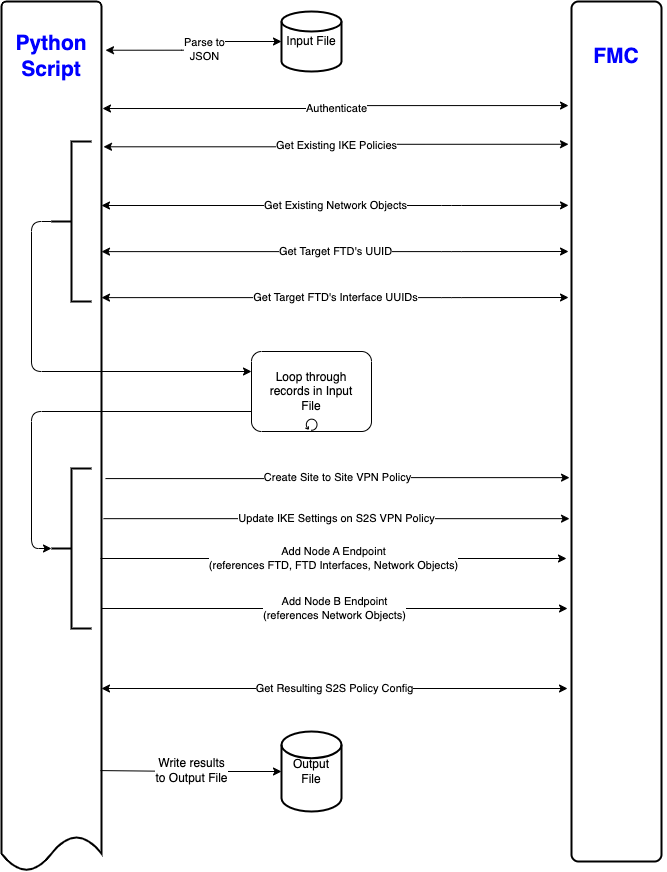 Python
Script
FMC
Parse to
JSON
Input File
Authenticate
Get Existing IKE Policies
Get Existing Network Objects
Get Target FTD's UUID
Get Target FTD's Interface UUIDs
Loop through
records in Input
File
Create Site to Site VPN Policy
Update IKE Settings on S2S VPN Policy
Add Node A Endpoint
(references FTD, FTD Interfaces, Network Objects)
Add Node B Endpoint
(references Network Objects)
Get Resulting S2S Policy Config
Write results
to Output File
Output
File